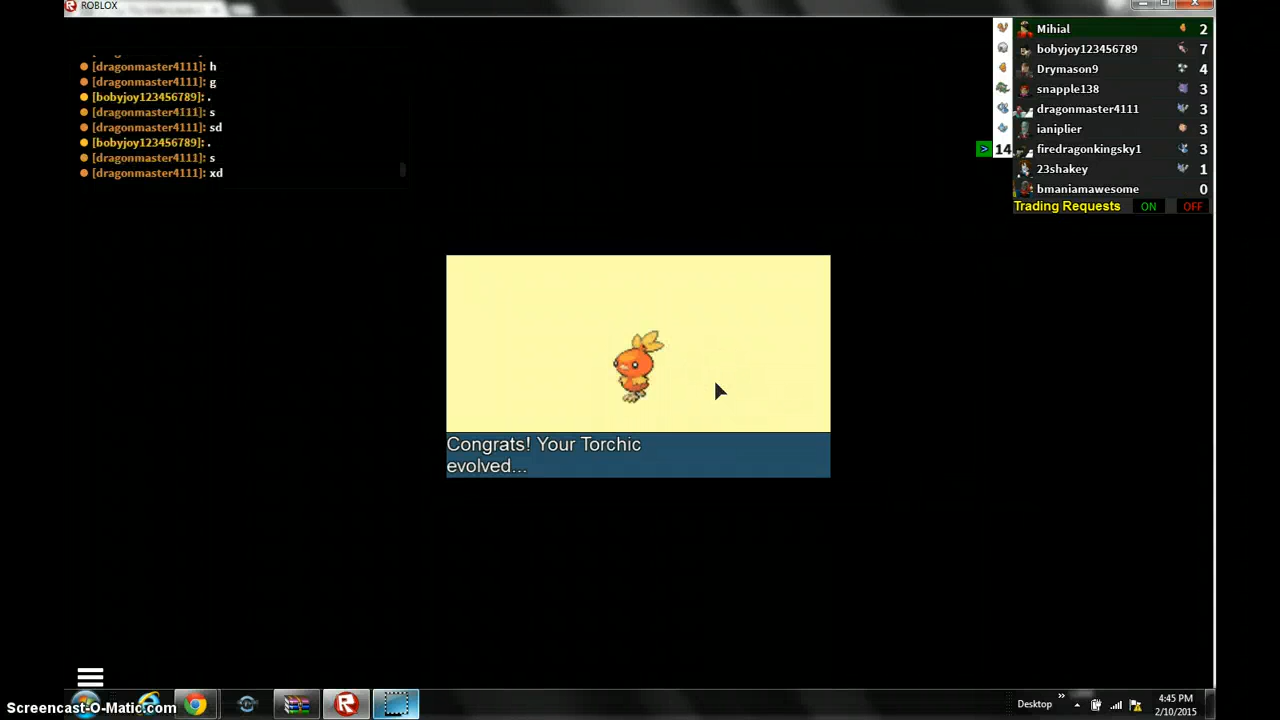 ROBLOX
[dragonmaster4111]: h
[dragonmaster4111]: g
[bobyjoy123456789]: .
[dragonmaster4111]: s
[dragonmaster4111]: sd
[bobyjoy123456789]: .
[dragonmaster4111]: s
[dragonmaster4111]: xd
Mihial 2
bobyjoy123456789 7
Drymason9 4
snapple138 3
dragonmaster4111 3
ianiplier 3
> 14 firedragonkingsky1 3
23shakey 1
bmaniamawesome 0
Trading Requests ON OFF
Congrats! Your Torchic
evolved...
Screencast-O-Matic.com
Desktop
4:45 PM
2/10/2015